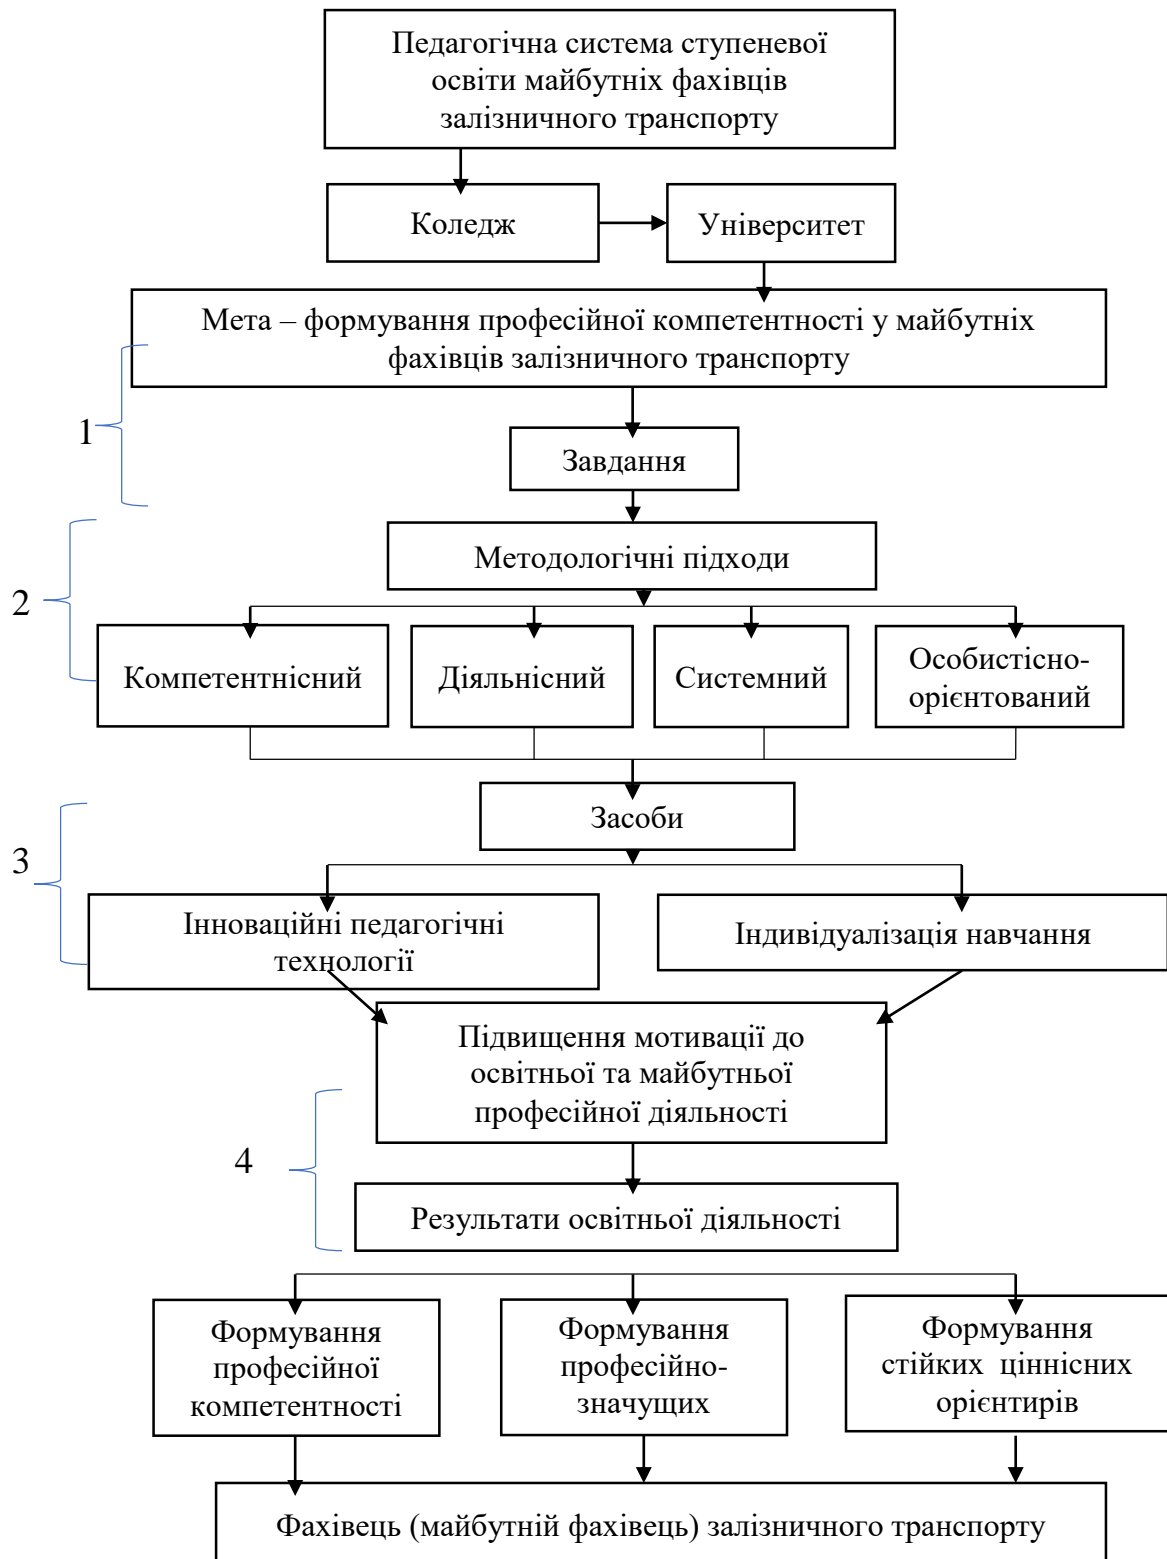 Педагогічна система ступеневої
освіти майбутніх фахівців
залізничного транспорту
Коледж
Університет
Мета – формування професійної компетентності у майбутніх
фахівців залізничного транспорту
1
Завдання
Методологічні підходи
2
Компетентнісний
Діяльнісний
Системний
Особистісно-
орієнтований
Засоби
3
Інноваційні педагогічні
технології
Індивідуалізація навчання
Підвищення мотивації до
освітньої та майбутньої
професійної діяльності
4
Результати освітньої діяльності
Формування
професійної
компетентності
Формування
професійно-
значущих
Формування
стійких ціннісних
орієнтирів
Фахівець (майбутній фахівець) залізничного транспорту